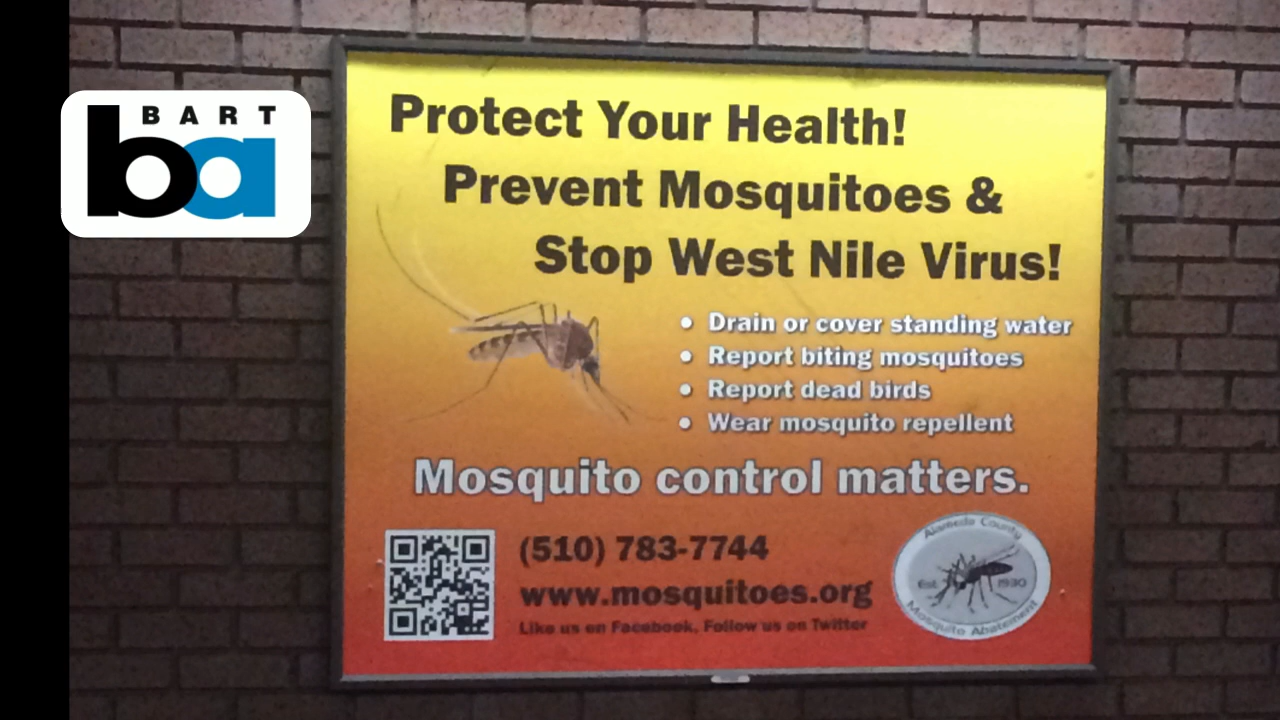 BART
ba
Protect Your Health!
Prevent Mosquitoes &
Stop West Nile Virus!
• Drain or cover standing water
• Report biting mosquitoes
• Report dead birds
• Wear mosquito repellent
Mosquito control matters.
(510) 783-7744
www.mosquitoes.org
Like us on Facebook, Follow us on Twitter
Alameda County
Est. 1930
Mosquito Abatement